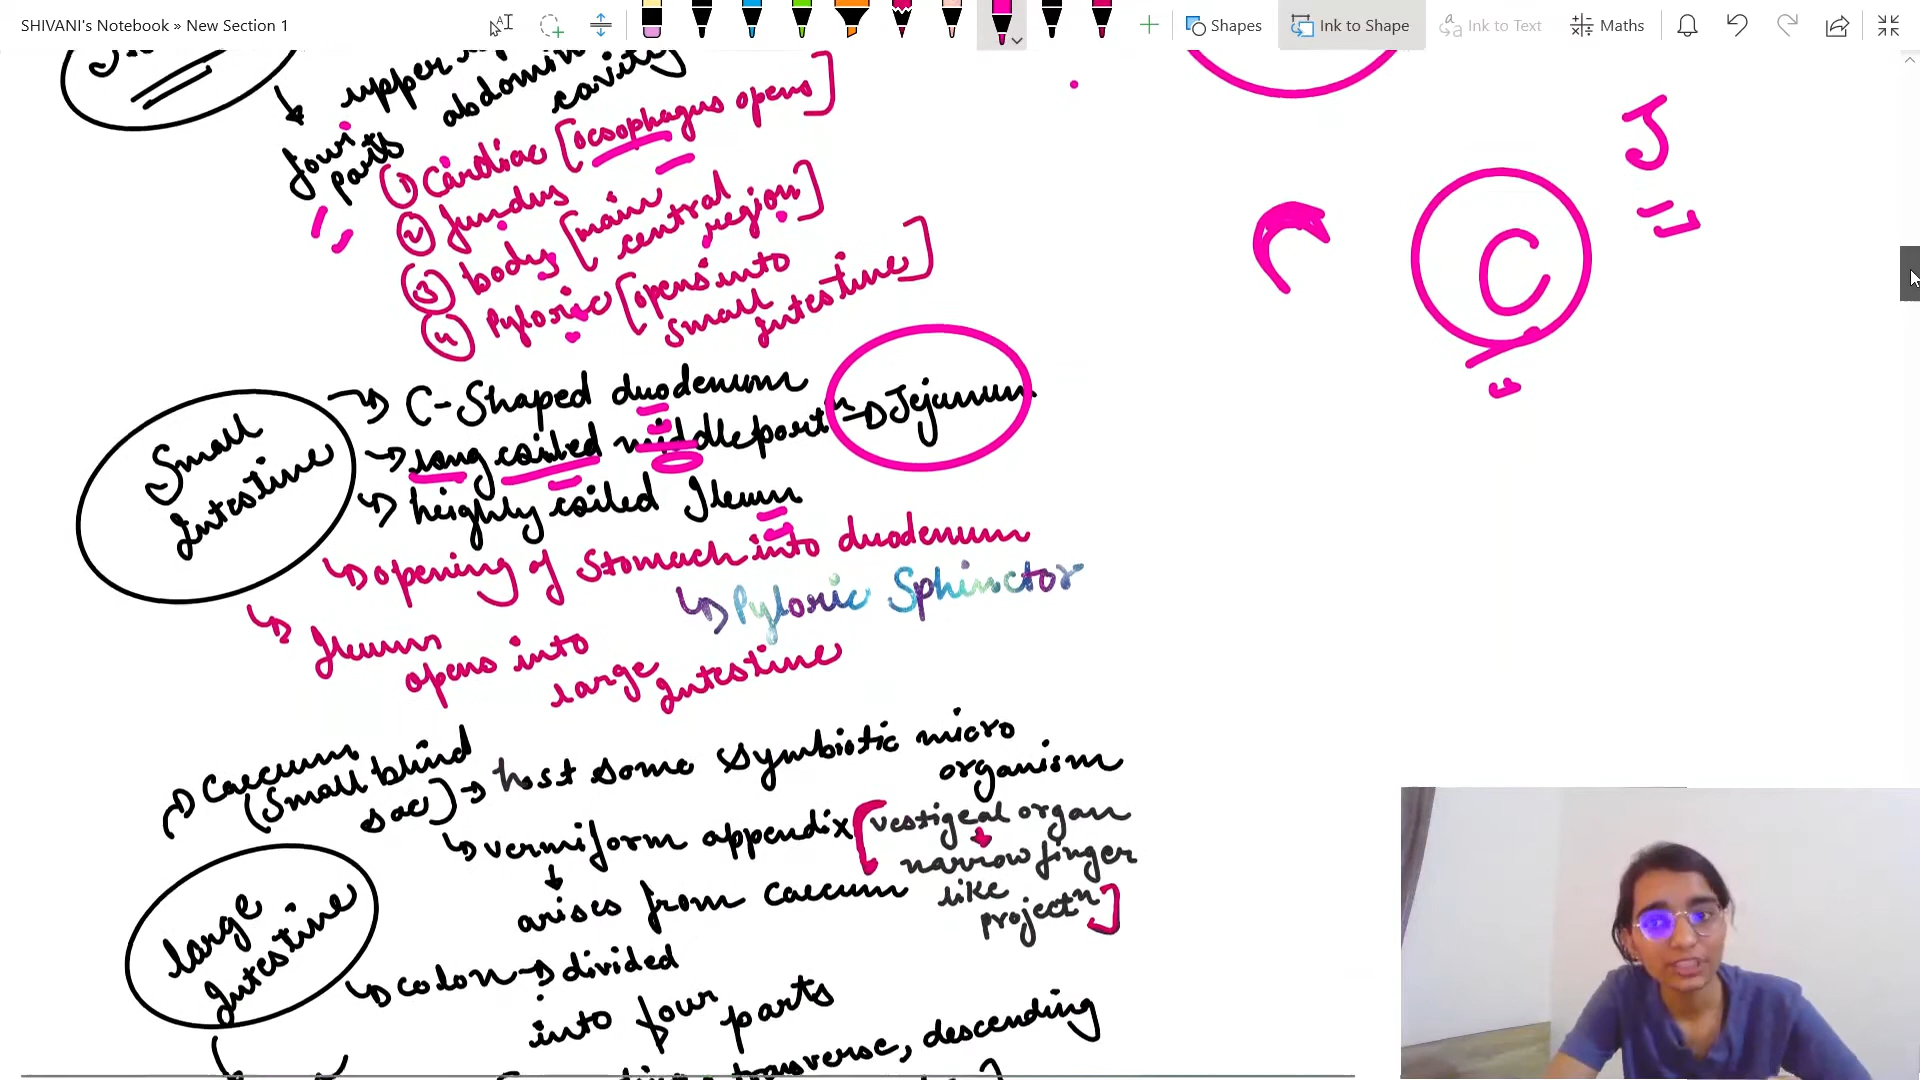 SHIVANI's Notebook » New Section 1
Shapes
Ink to Shape
Ink to Text
Maths
upper
abdomin
cavity
four
parts
① Cardiac [oesophagus opens]
② fundus
③ body [main
central
region]
④ Pyloric [opens into
small
intestine]
J
C
Small
Intestine
→ C-Shaped duodenum
→ long coiled middle part → Jejunum
→ heighly coiled Ileum
↳ opening of Stomach into duodenum
↳ Pyloric Sphinctor
↳ Ileum
opens into
large
Intestine
→ Caecum
(Small blind
sac) → host some symbiotic micro
organism
↳ vermiform appendix [vestigeal organ
↓
narrow finger
like
projectn]
↓
arises from caecum
large
Intestine
↳ colon → divided
into four
parts
transverse, descending